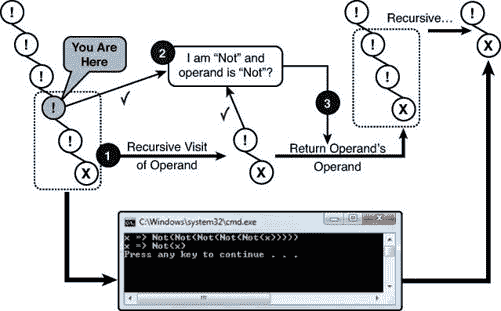 !
!
!
You Are
Here
!
!
X
2
I am “Not” and
operand is “Not”?
✓
✓
3
1
Recursive Visit
of Operand
!
X
Return Operand’s
Operand
!
!
!
X
Recursive…
!
X
C:\Windows\system32\cmd.exe
x => Not(Not(Not(Not(Not(x)))))
x => Not(x)
Press any key to continue . . .